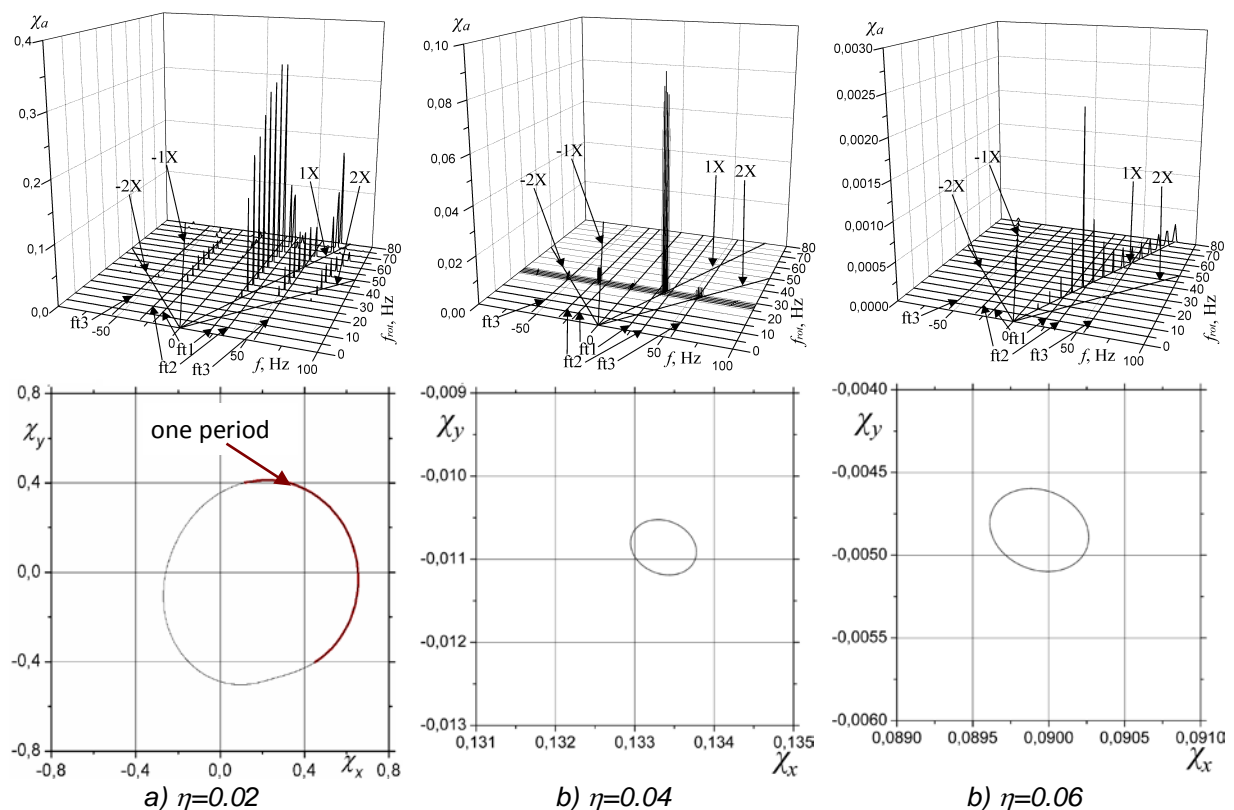 χa
0,4
0,3
0,2
0,1
0,0
-2X
-1X
1X
2X
ft3
-50
0
ft1
ft2
ft3
50
100
f, Hz
0
10
20
30
40
50
60
70
80
frot, Hz
χa
0,10
0,08
0,06
0,04
0,02
0,00
-2X
-1X
1X
2X
ft3
-50
0
ft1
ft2
ft3
50
100
f, Hz
0
10
20
30
40
50
60
70
80
frot, Hz
χa
0,0030
0,0025
0,0020
0,0015
0,0010
0,0005
0,0000
-2X
-1X
1X
2X
ft3
-50
0
ft1
ft2
ft3
50
100
f, Hz
0
10
20
30
40
50
60
70
80
frot, Hz
0,8
χy
0,4
0,0
-0,4
-0,8
one period
-0,8 -0,4 0,0 0,4 0,8
χx
-0,009
χy
-0,010
-0,011
-0,012
-0,013
0,131 0,132 0,133 0,134 0,135
χx
-0,0040
χy
-0,0045
-0,0050
-0,0055
-0,0060
0,0890 0,0895 0,0900 0,0905 0,0910
χx
a) η=0.02
b) η=0.04
b) η=0.06